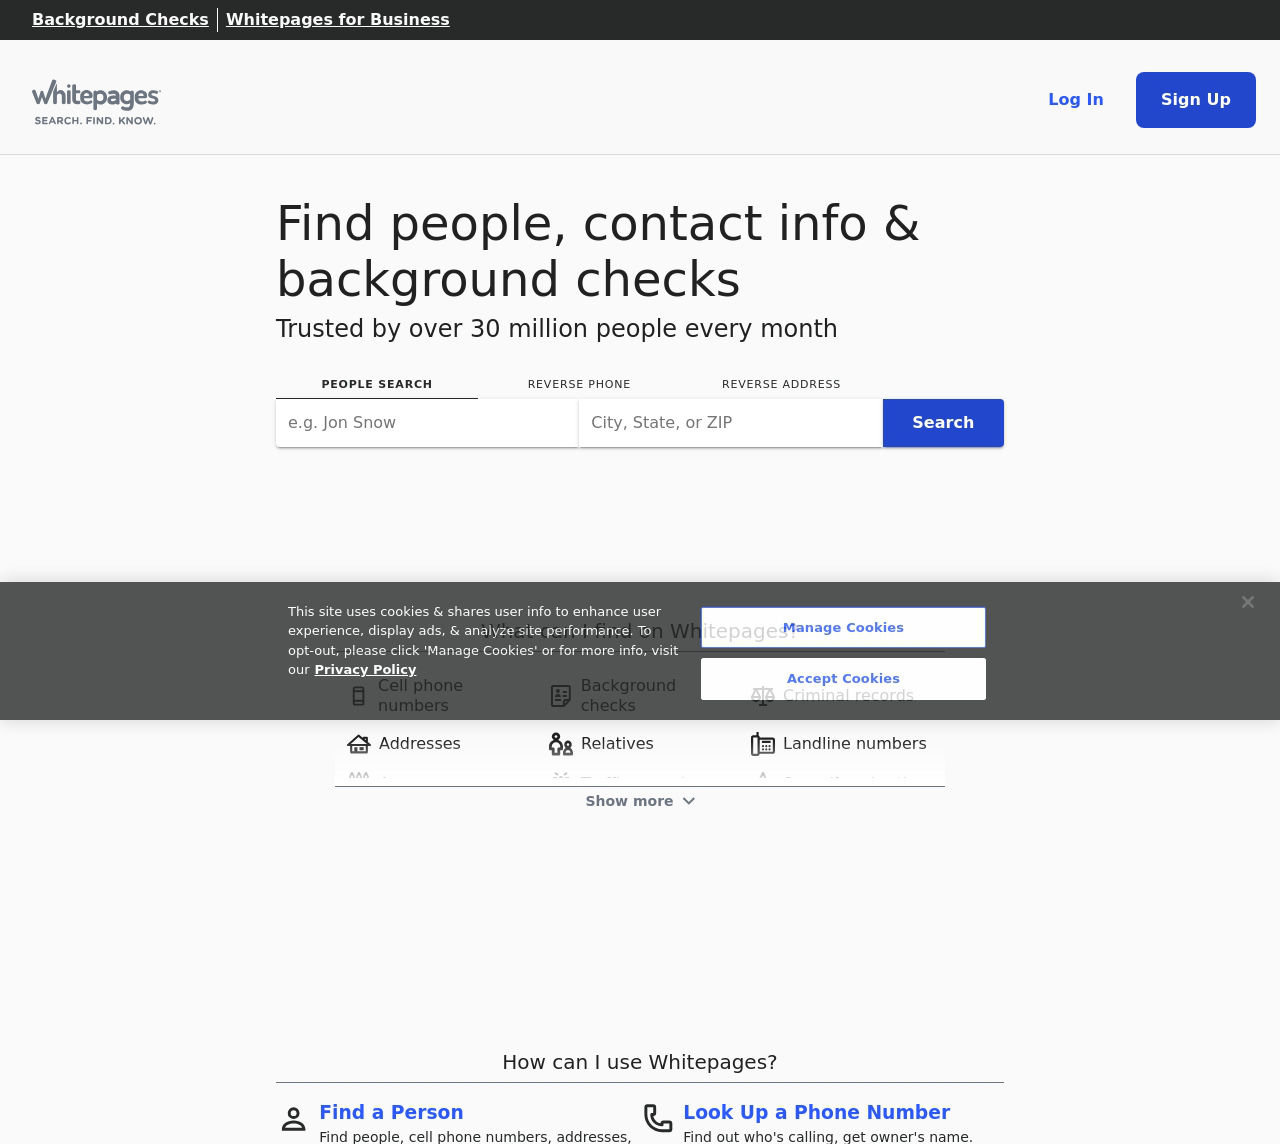 Background Checks
Whitepages for Business
whitepages
SEARCH. FIND. KNOW.
Log In
Sign Up
Find people, contact info &
background checks
Trusted by over 30 million people every month
PEOPLE SEARCH
REVERSE PHONE
REVERSE ADDRESS
e.g. Jon Snow
City, State, or ZIP
Search
This site uses cookies & shares user info to enhance user
experience, display ads, & analyze site performance. To
opt-out, please click 'Manage Cookies' or for more info, visit
our Privacy Policy
Manage Cookies
Accept Cookies
What can I find on Whitepages?
Cell phone
numbers
Background
checks
Criminal records
Addresses
Relatives
Landline numbers
Show more
How can I use Whitepages?
Find a Person
Find people, cell phone numbers, addresses,
Look Up a Phone Number
Find out who's calling, get owner's name.